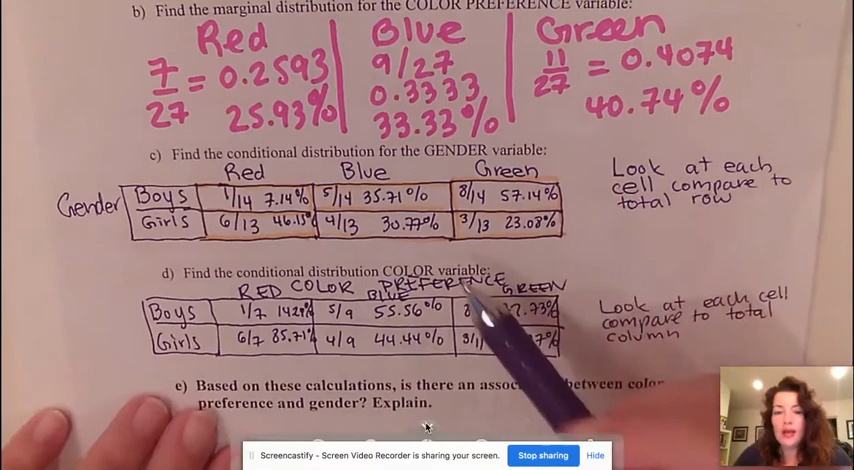 b) Find the marginal distribution for the COLOR PREFERENCE variable:
Red Blue Green
7/27 = 0.2593 9/27 11/27 = 0.4074
25.93% 0.3333 40.74%
33.33%
c) Find the conditional distribution for the GENDER variable:
Red Blue Green
Gender Boys 1/14 7.14% 5/14 35.71% 8/14 57.14%
Girls 6/13 46.15% 4/13 30.77% 3/13 23.08%
Look at each
cell compare to
total row
d) Find the conditional distribution COLOR variable:
RED COLOR PREFERENCE
BLUE GREEN
Boys 1/7 14.29% 5/9 55.56% 72.73%
Girls 6/7 85.71% 4/9 44.44%
Look at each cell
compare to total
column
e) Based on these calculations, is there an between
preference and gender? Explain.
Screencastify - Screen Video Recorder is sharing your screen. Stop sharing Hide